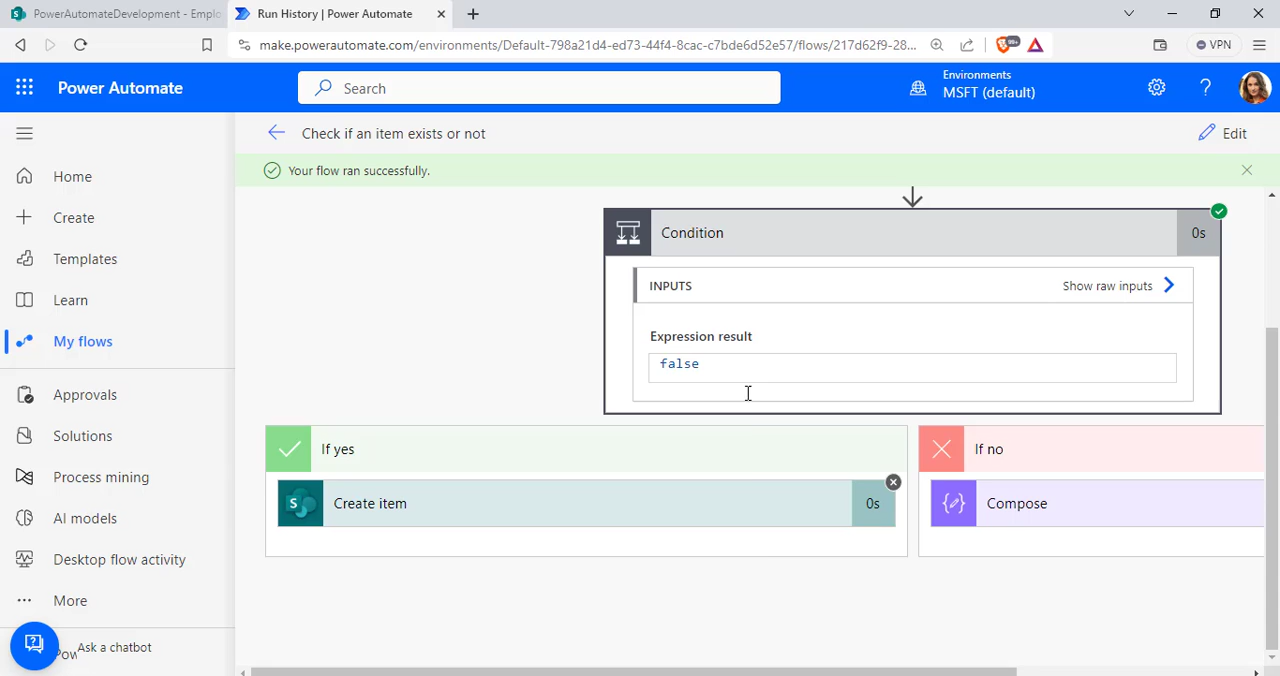 PowerAutomateDevelopment - Emplo
Run History | Power Automate
make.powerautomate.com/environments/Default-798a21d4-ed73-44f4-8cac-c7bde6d52e57/flows/217d62f9-28...
99+
VPN
Power Automate
Search
Environments
MSFT (default)
Check if an item exists or not
Edit
Your flow ran successfully.
Home
Create
Templates
Learn
My flows
Approvals
Solutions
Process mining
AI models
Desktop flow activity
More
Pow
Ask a chatbot
Condition
0s
INPUTS
Show raw inputs
Expression result
false
If yes
S
Create item
0s
If no
Compose